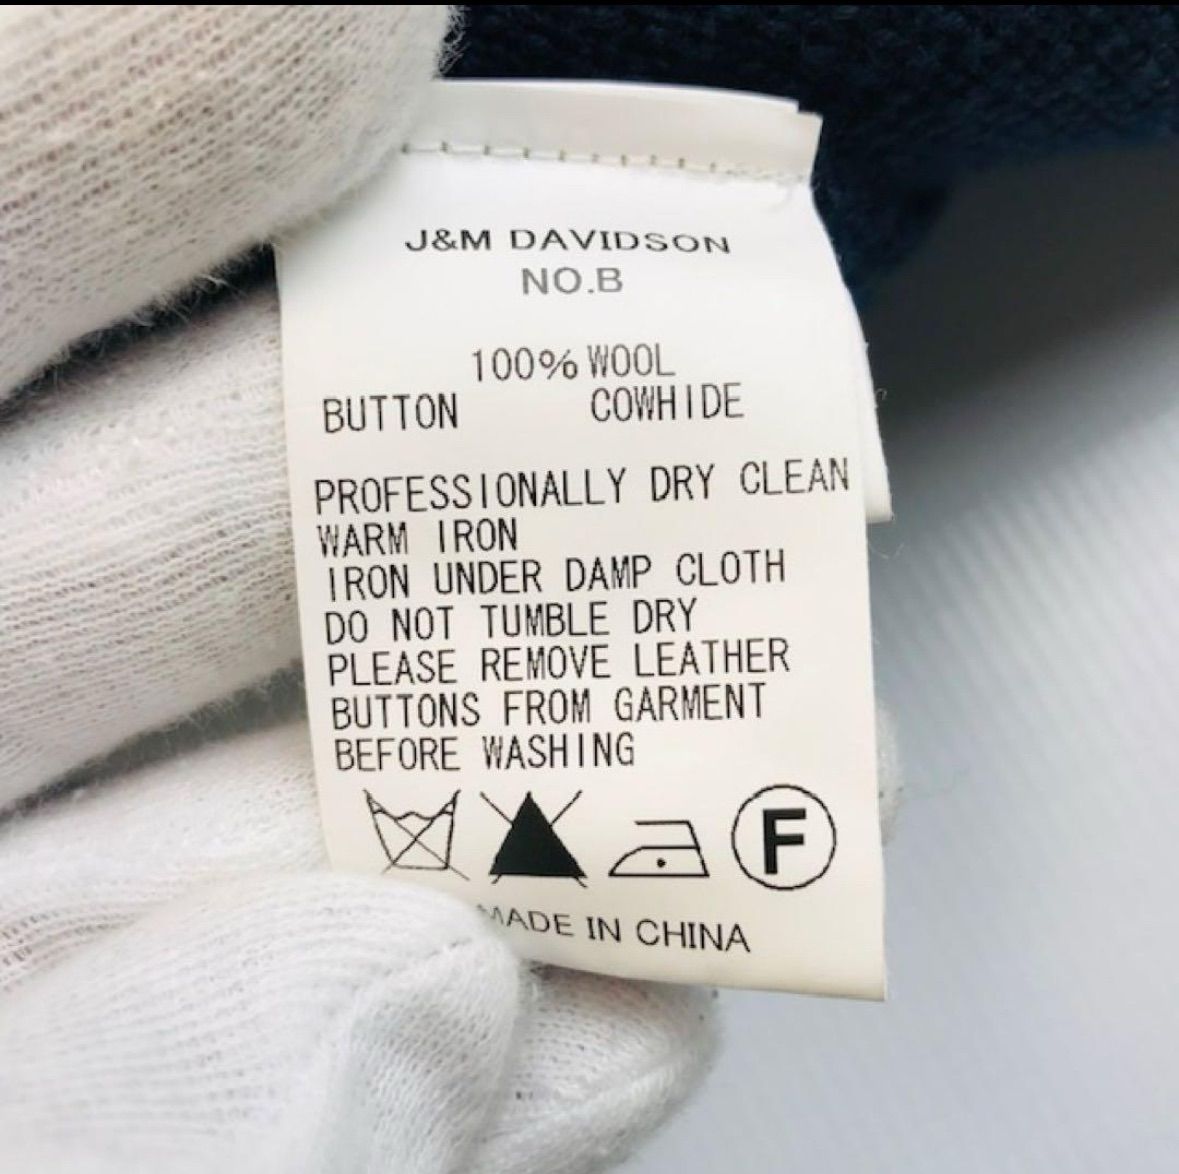 J&M DAVIDSON
NO.B
100% WOOL
BUTTON COWHIDE
PROFESSIONALLY DRY CLEAN
WARM IRON
IRON UNDER DAMP CLOTH
DO NOT TUMBLE DRY
PLEASE REMOVE LEATHER
BUTTONS FROM GARMENT
BEFORE WASHING
F
MADE IN CHINA